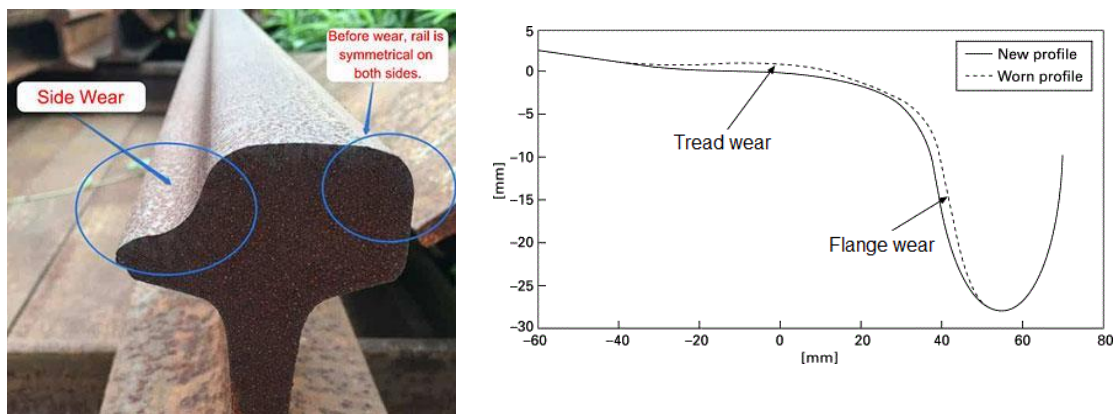 Before wear, rail is
symmetrical on
both sides.
Side Wear
5
0
−5
−10
−15
−20
−25
−30
[mm]
New profile
Worn profile
Tread wear
Flange wear
−60
−40
−20
0
20
40
60
80
[mm]